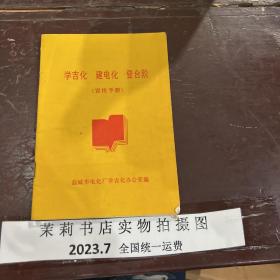 学吉化 建电化 登台阶
(宣传手册)
盐城市电化厂学吉化办公室编
茉莉书店实物拍摄图
2023.7 全国统一运费